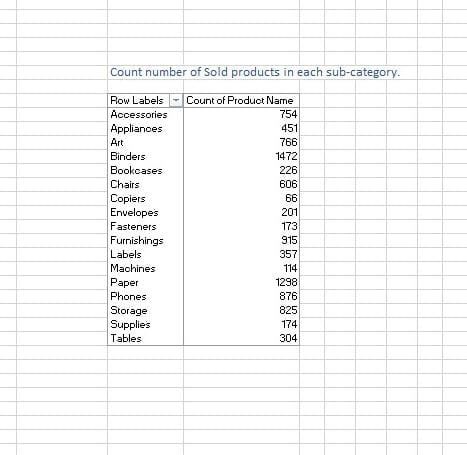 Count number of Sold products in each sub-category.
Row Labels Count of Product Name
Accessories 754
Appliances 451
Art 766
Binders 1472
Bookcases 226
Chairs 606
Copiers 66
Envelopes 201
Fasteners 173
Furnishings 915
Labels 357
Machines 114
Paper 1298
Phones 876
Storage 825
Supplies 174
Tables 304